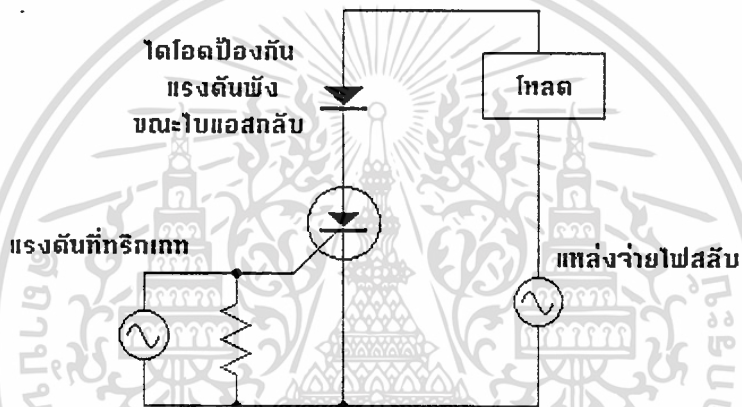 ไดโอดป้องกัน
แรงดันพัง
ขณะไบแอสกลับ
โหลด
แรงดันที่ทริกเกท
แหล่งจ่ายไฟสลับ